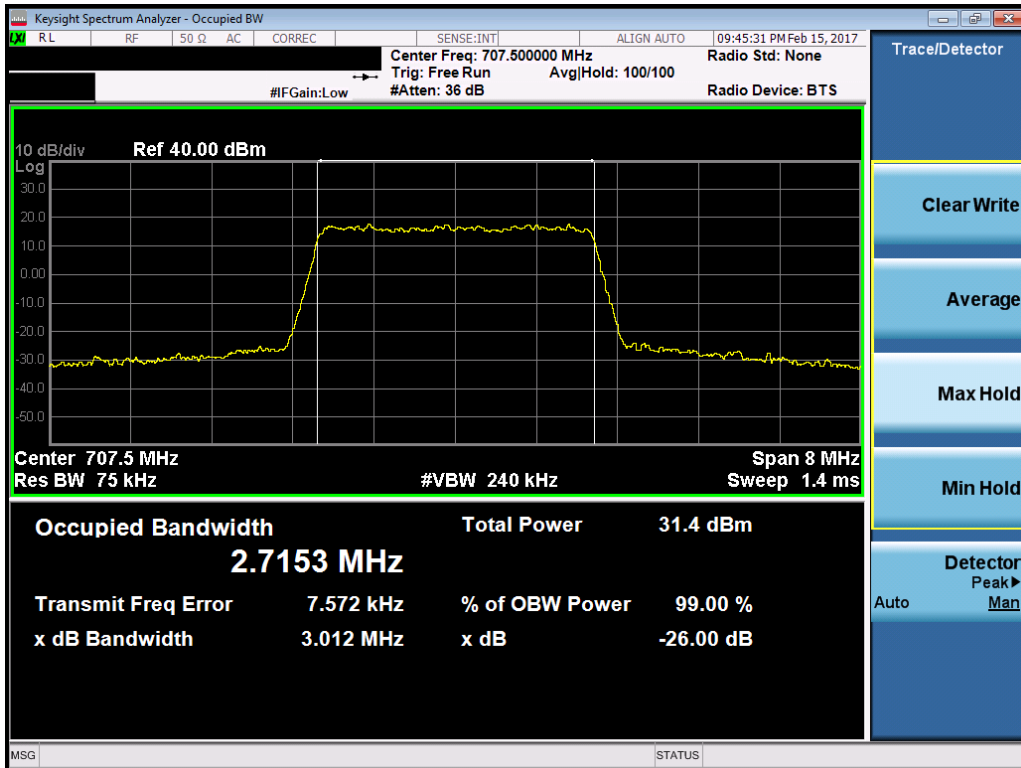 Keysight Spectrum Analyzer - Occupied BW
LXI RL RF 50 Ω AC CORREC SENSE:INT ALIGN AUTO 09:45:31 PM Feb 15, 2017
Center Freq: 707.500000 MHz Radio Std: None
Trig: Free Run Avg|Hold: 100/100
#IFGain:Low #Atten: 36 dB Radio Device: BTS
10 dB/div Ref 40.00 dBm
Log
30.0
20.0
10.0
0.00
-10.0
-20.0
-30.0
-40.0
-50.0
Center 707.5 MHz Span 8 MHz
Res BW 75 kHz #VBW 240 kHz Sweep 1.4 ms
Occupied Bandwidth Total Power 31.4 dBm
2.7153 MHz
Transmit Freq Error 7.572 kHz % of OBW Power 99.00 %
x dB Bandwidth 3.012 MHz x dB -26.00 dB
Trace/Detector
Clear Write
Average
Max Hold
Min Hold
Detector
Peak▶
Auto Man
MSG STATUS